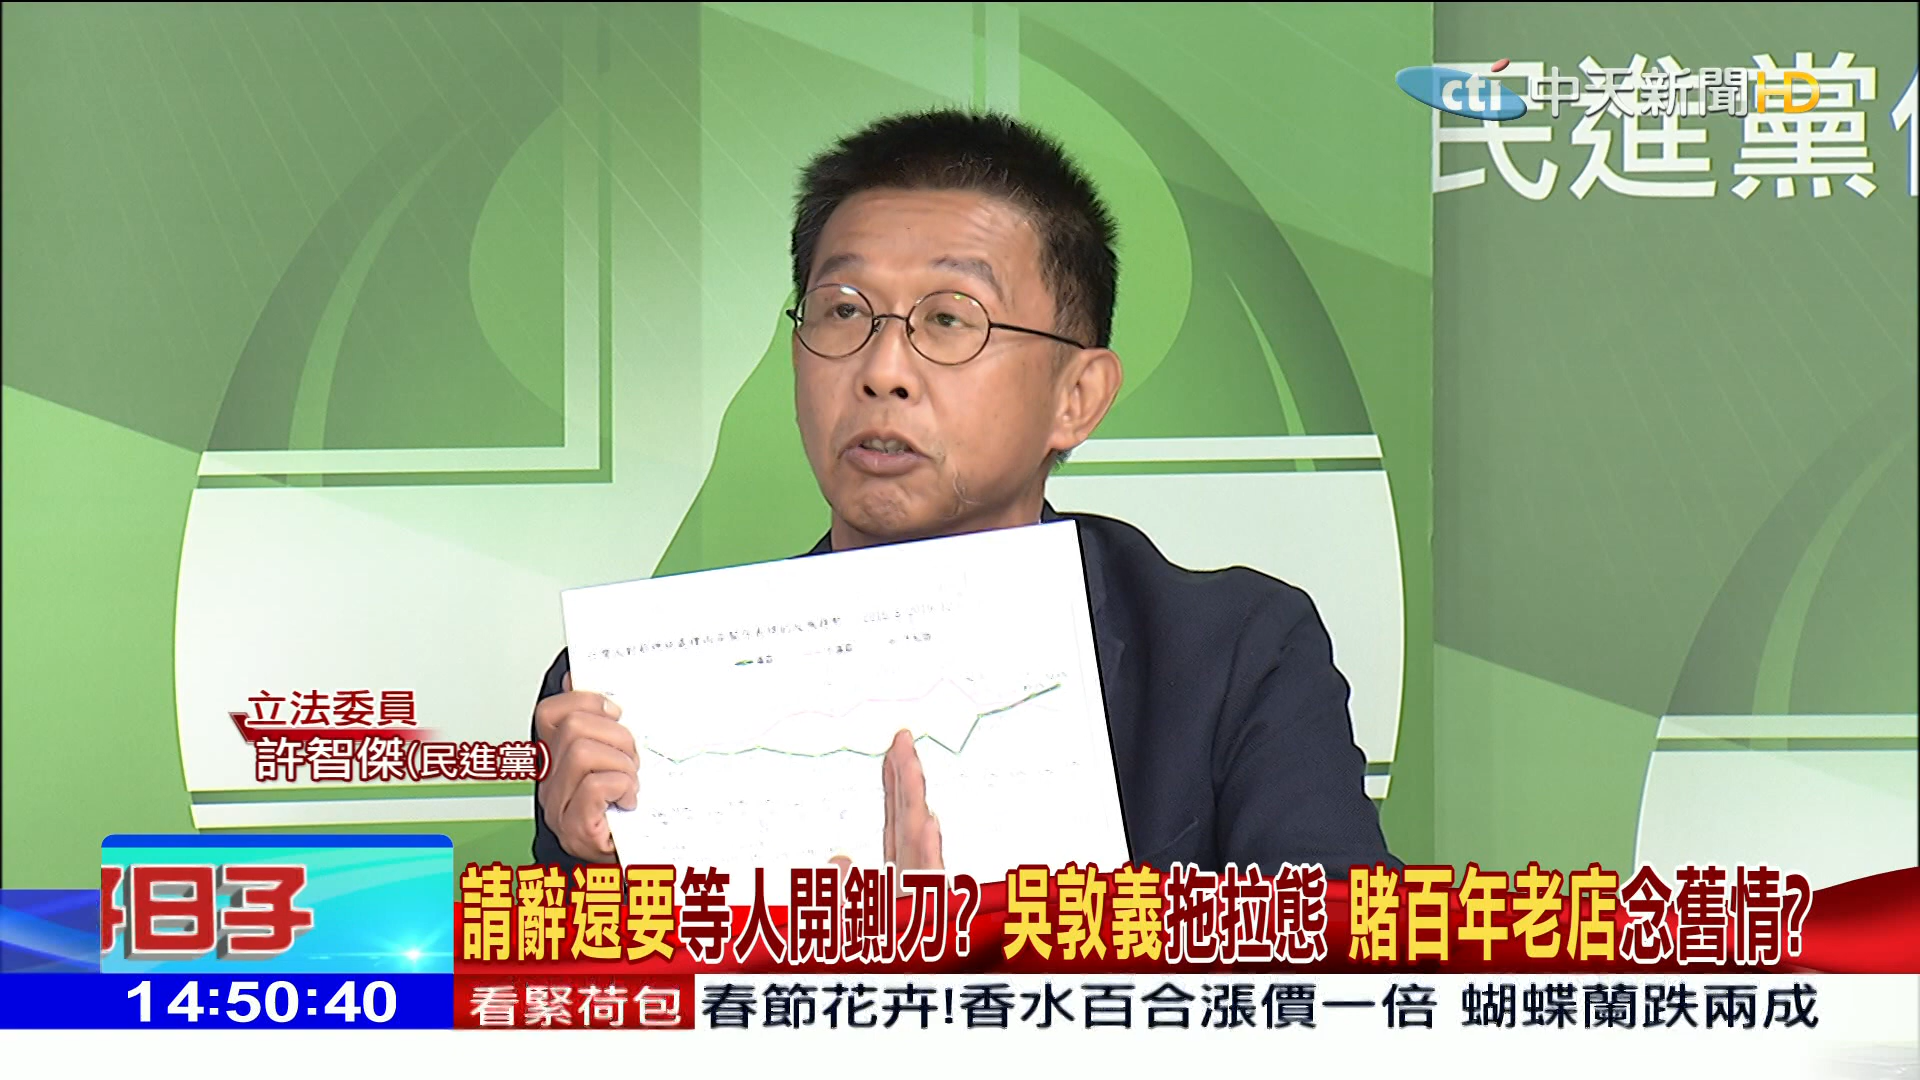 民進黨
cti 中天新聞HD
2019.12
立法委員
許智傑(民進黨)
日子
請辭還要等人開鍘刀? 吳敦義拖拉態 賭百年老店念舊情?
14:50:40
看緊荷包 春節花卉!香水百合漲價一倍 蝴蝶蘭跌兩成